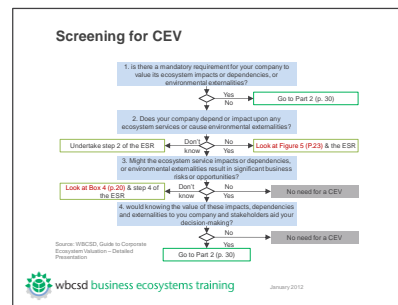 Screening for CEV
1. is there a mandatory requirement for your company to
value its ecosystem impacts or dependencies, or
environmental externalities?
Yes
No
Go to Part 2 (p. 30)
2. Does your company depend or impact upon any
ecosystem services or cause environmental externalities?
Undertake step 2 of the ESR
Don't
know
No
Yes
Look at Figure 5 (P.23) & the ESR
3. Might the ecosystem service impacts or dependencies,
or environmental externalities result in significant business
risks or opportunities?
Look at Box 4 (p.20) & step 4 of
the ESR
Don't
know
No
Yes
No need for a CEV
4. would knowing the value of these impacts, dependencies
and externalities to you company and stakeholders aid your
decision-making?
No
Yes
No need for a CEV
Go to Part 2 (p. 30)
Source: WBCSD, Guide to Corporate
Ecosystem Valuation – Detailed
Presentation
wbcsd business ecosystems training
January 2012